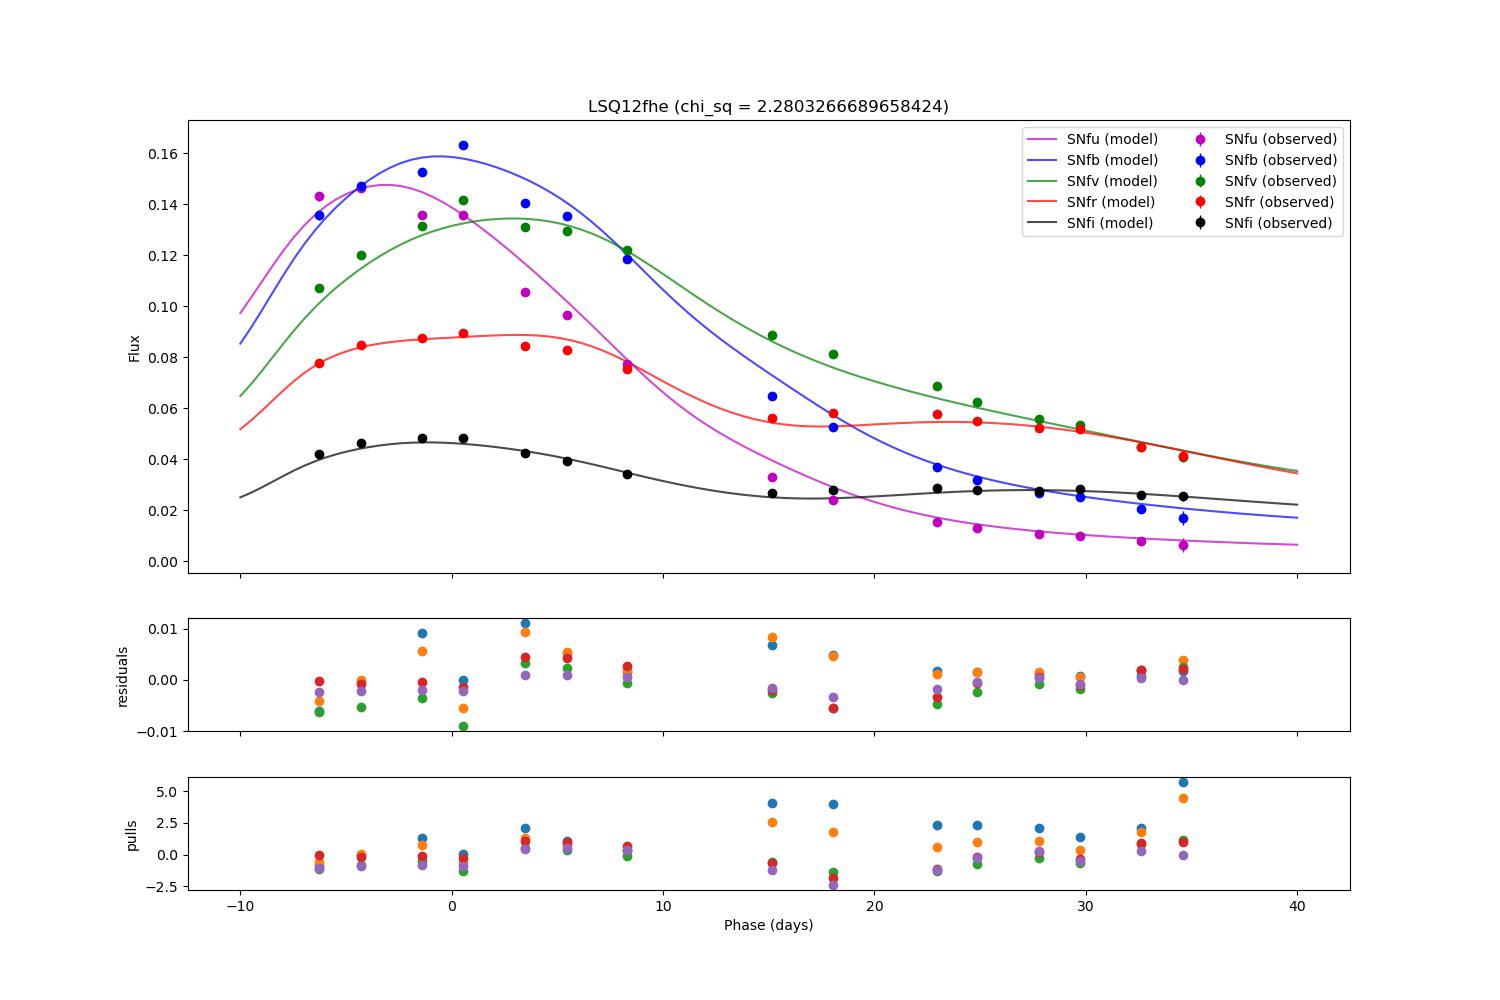 LSQ12fhe (chi_sq = 2.2803266689658424)
SNfu (model) SNfu (observed)
SNfb (model) SNfb (observed)
SNfv (model) SNfv (observed)
SNfr (model) SNfr (observed)
SNfi (model) SNfi (observed)
Flux
0.16
0.14
0.12
0.10
0.08
0.06
0.04
0.02
0.00
residuals
0.01
0.00
−0.01
pulls
5.0
2.5
0.0
−2.5
−10 0 10 20 30 40
Phase (days)